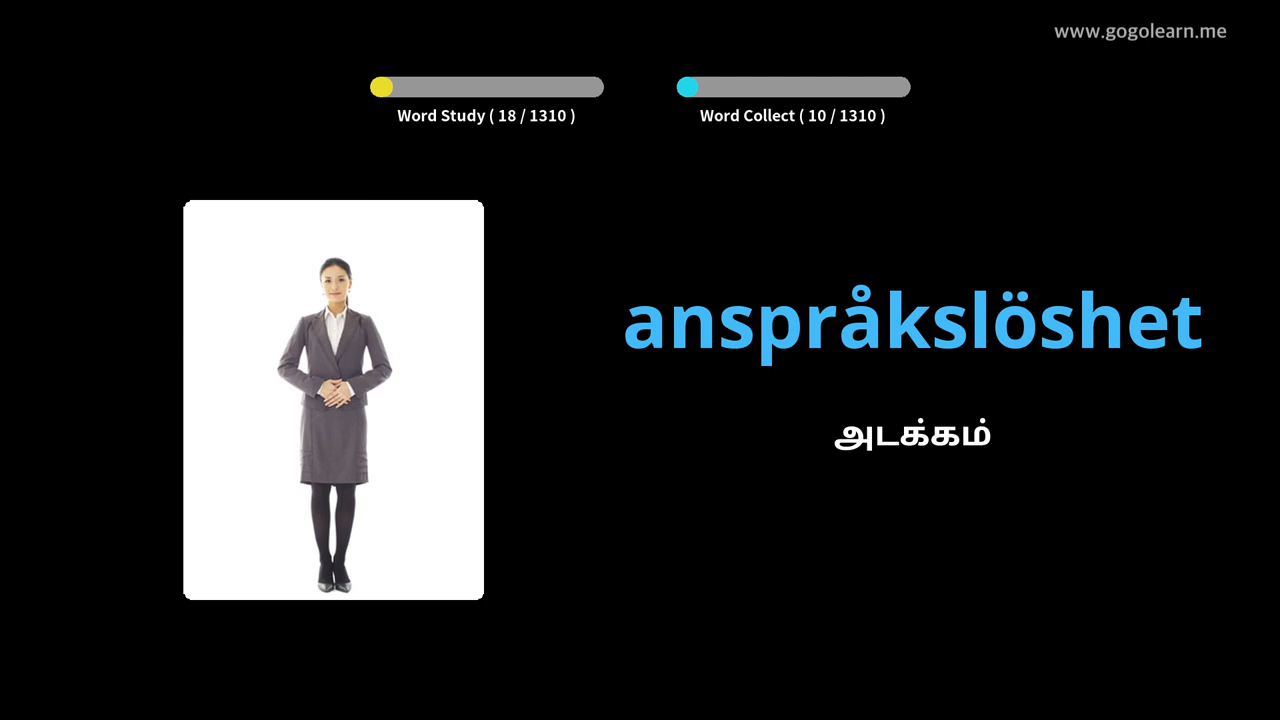 www.gogolearn.me
Word Study ( 18 / 1310 )
Word Collect ( 10 / 1310 )
anspråkslöshet
அடக்கம்